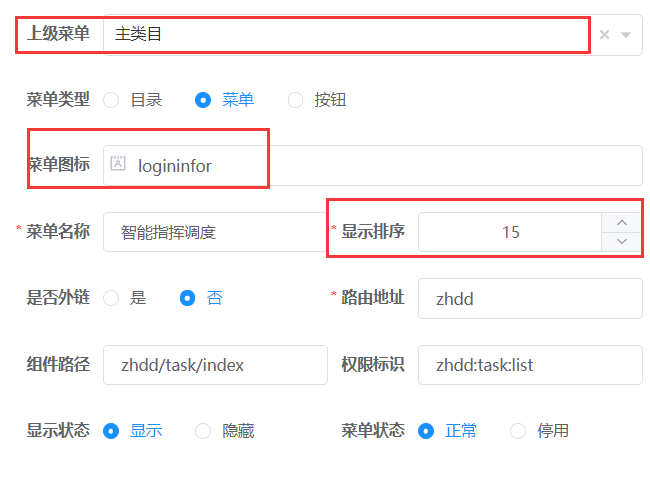 上级菜单 主类目
菜单类型 目录 菜单 按钮
菜单图标 logininfor
* 菜单名称 智能指挥调度 * 显示排序 15
是否外链 是 否 * 路由地址 zhdd
组件路径 zhdd/task/index 权限标识 zhdd:task:list
显示状态 显示 隐藏 菜单状态 正常 停用